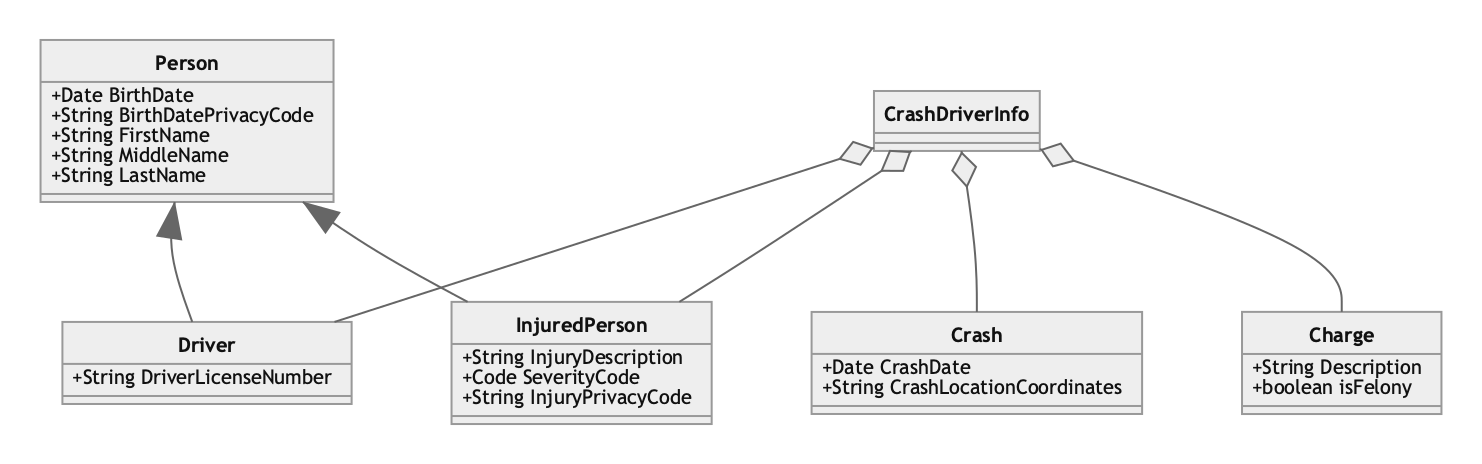 Person
+Date BirthDate
+String BirthDatePrivacyCode
+String FirstName
+String MiddleName
+String LastName
CrashDriverInfo
Driver
+String DriverLicenseNumber
InjuredPerson
+String InjuryDescription
+Code SeverityCode
+String InjuryPrivacyCode
Crash
+Date CrashDate
+String CrashLocationCoordinates
Charge
+String Description
+boolean isFelony